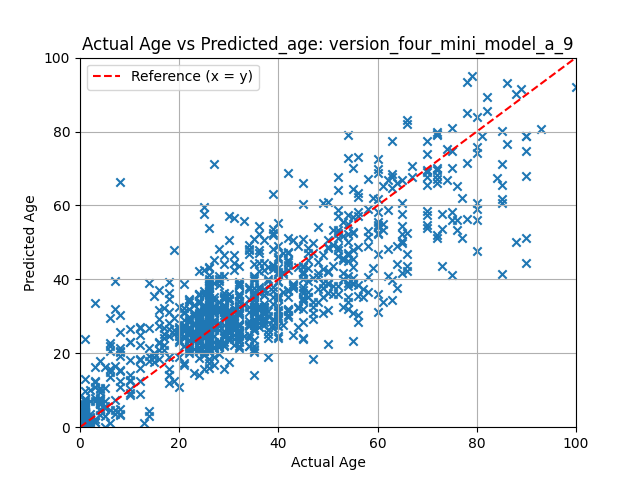 Actual Age vs Predicted_age: version_four_mini_model_a_9
Reference (x = y)
100
80
60
40
20
0
Predicted Age
0 20 40 60 80 100
Actual Age